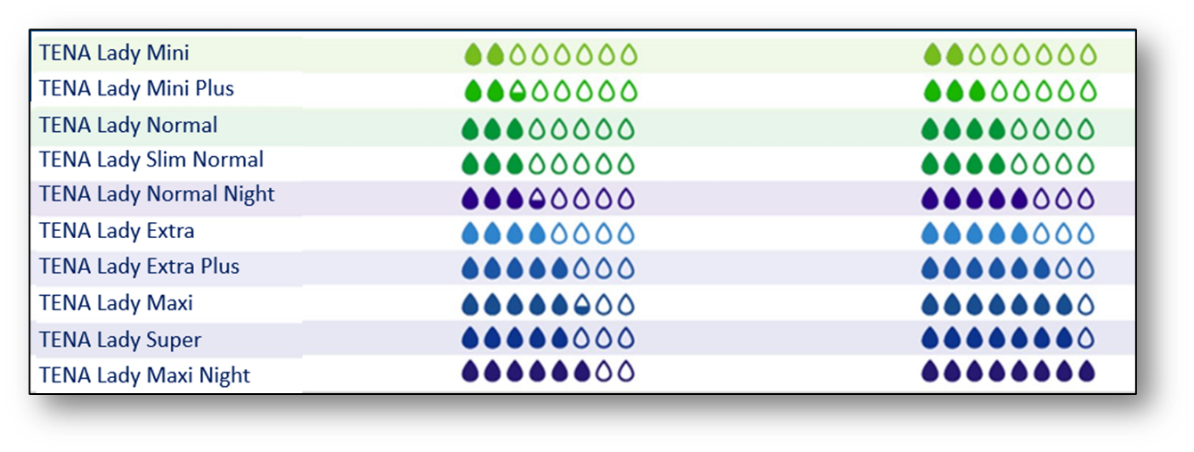 TENA Lady Mini
TENA Lady Mini Plus
TENA Lady Normal
TENA Lady Slim Normal
TENA Lady Normal Night
TENA Lady Extra
TENA Lady Extra Plus
TENA Lady Maxi
TENA Lady Super
TENA Lady Maxi Night